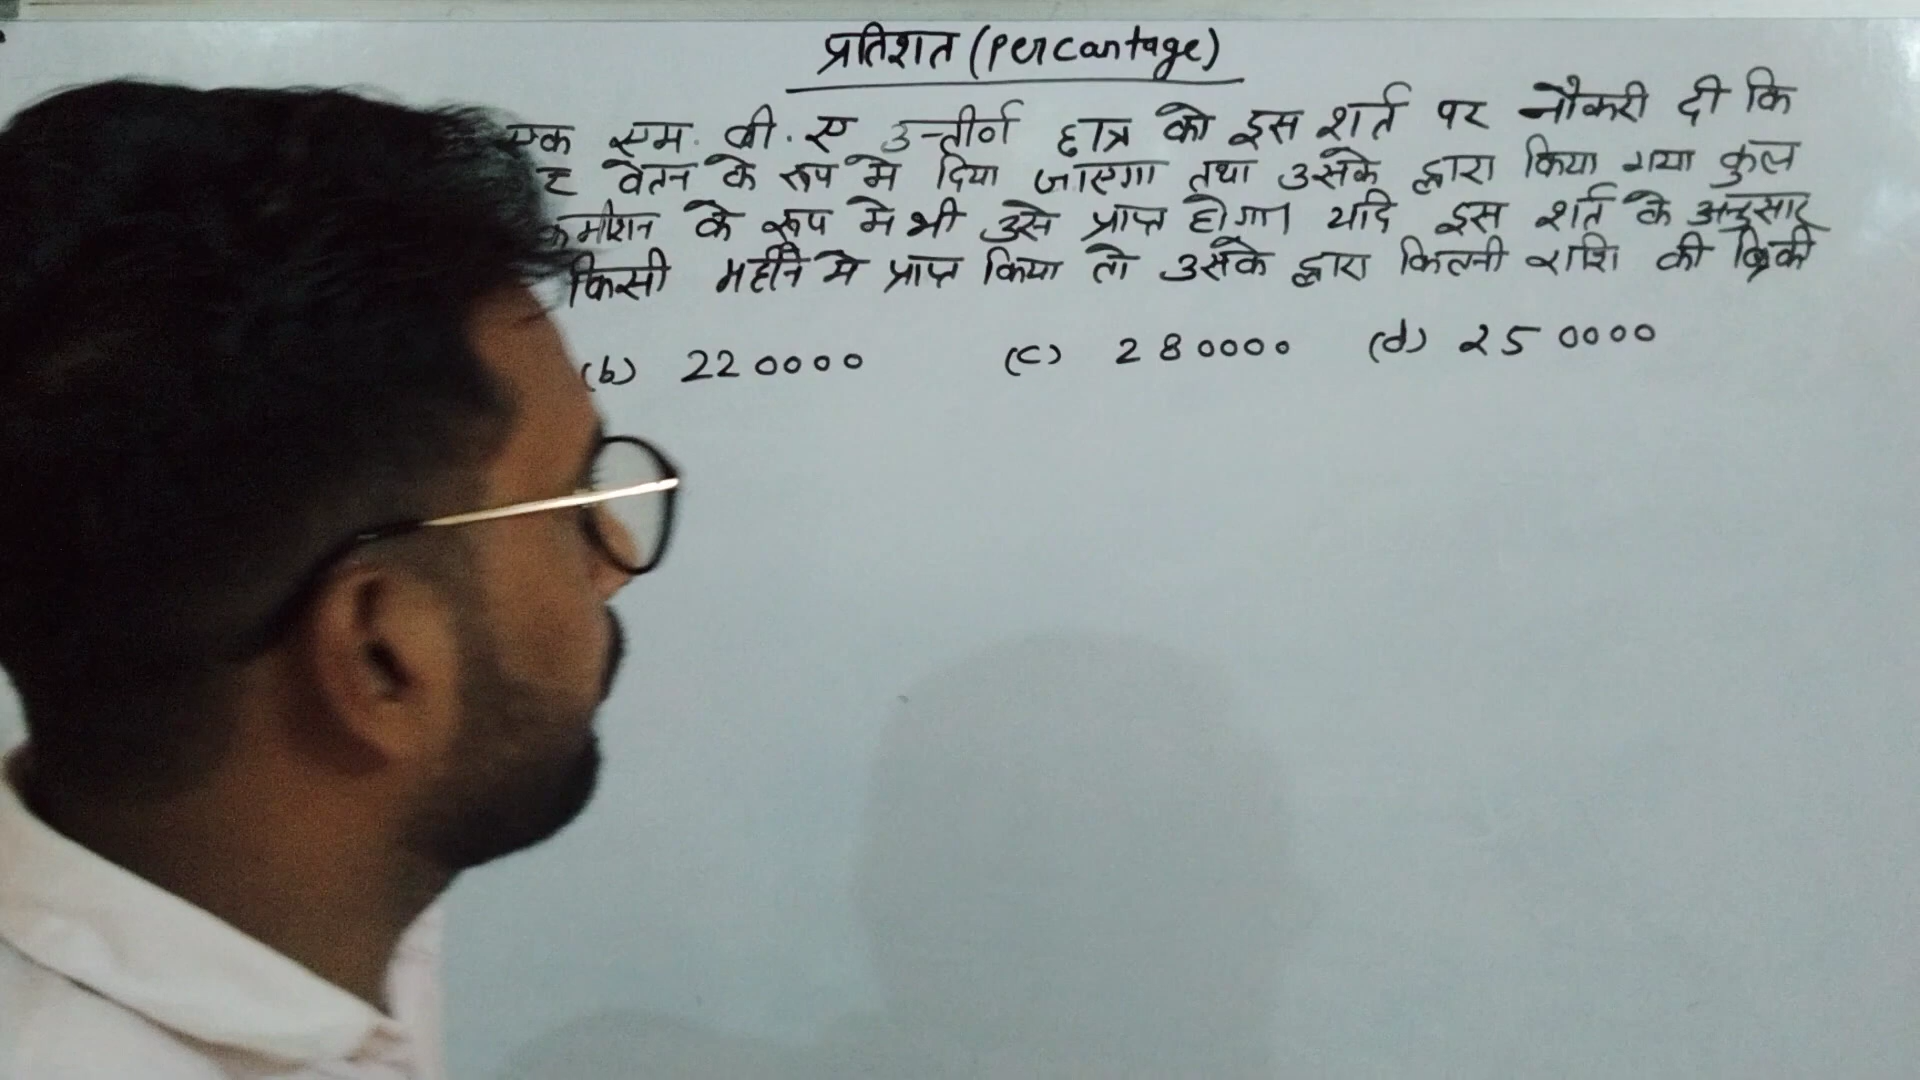 प्रतिशत (Percantage)
एक एम. बी. ए उत्तीर्ण छात्र को इस शर्त पर नौकरी दी कि
वेतन के रूप मे दिया जाएगा तथा उसके द्वारा किया गया कुल
कमीशन के रूप मे भी उसे प्राप्त होगा। यदि इस शर्त के अनुसार
किसी महीने मे प्राप्त किया तो उसके द्वारा कितनी राशि की बिक्री
(b) 220000 (c) 280000 (d) 250000